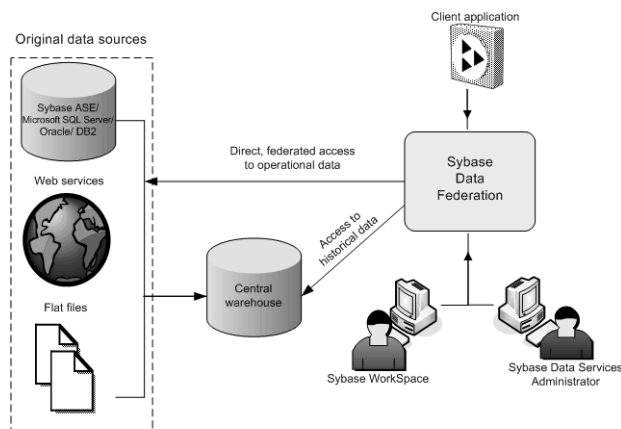 Client application
Original data sources
Sybase ASE/
Microsoft SQL Server/
Oracle/ DB2
Direct, federated access
to operational data
Sybase
Data
Federation
Web services
Access to
historical data
Central
warehouse
Flat files
Sybase WorkSpace
Sybase Data Services
Administrator